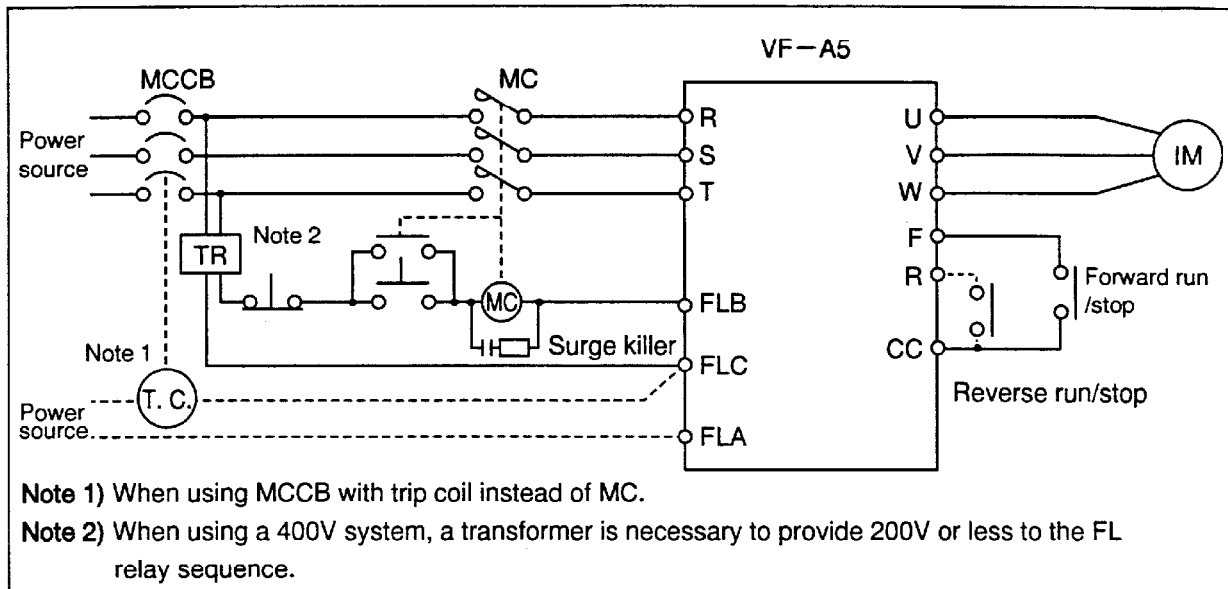 VF-A5
MCCB
MC
R
U
Power
source
S
V
IM
T
W
Note 2
TR
F
R
Forward run
/stop
MC
FLB
Note 1
Surge killer
CC
FLC
T. C.
Reverse run/stop
Power
source
FLA
Note 1) When using MCCB with trip coil instead of MC.
Note 2) When using a 400V system, a transformer is necessary to provide 200V or less to the FL
relay sequence.